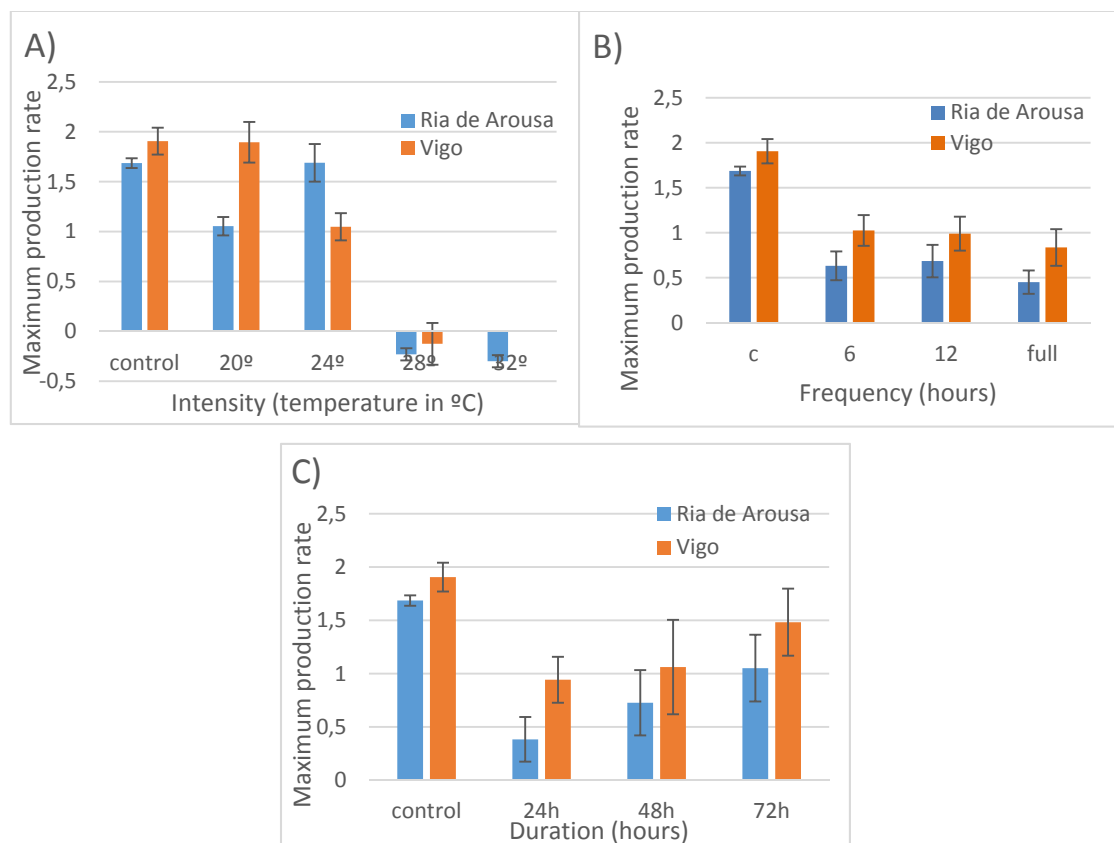 A)
Maximum production rate
2,5
2
1,5
1
0,5
0
-0,5
Ria de Arousa
Vigo
control 20º 24º 28º 32º
Intensity (temperature in ºC)
B)
Maximum production rate
2,5
2
1,5
1
0,5
0
Ria de Arousa
Vigo
c 6 12 full
Frequency (hours)
C)
Maximum production rate
2,5
2
1,5
1
0,5
0
Ria de Arousa
Vigo
control 24h 48h 72h
Duration (hours)